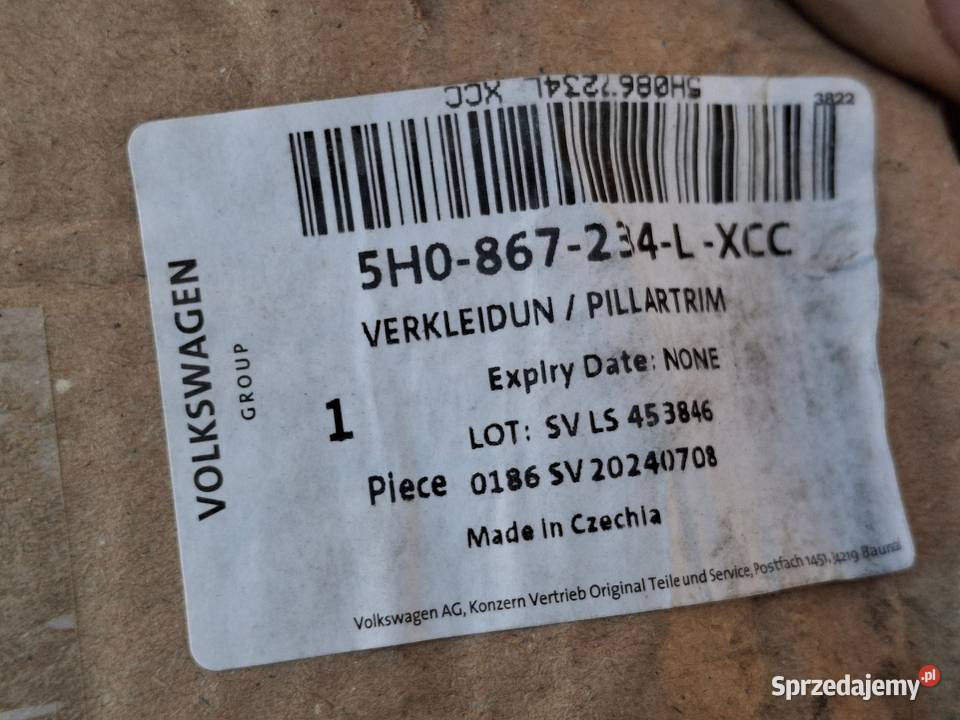 5H0867234L XCC
3822
5H0-867-234-L -XCC
VERKLEIDUN / PILLARTRIM
Expiry Date: NONE
1
LOT: SV LS 453846
Piece 0186 SV 20240708
Made in Czechia
VOLKSWAGEN
GROUP
Volkswagen AG, Konzern Vertrieb Original Teile und Service, Postfach 1451, 34219 Baunatal
Sprzedajemy.pl